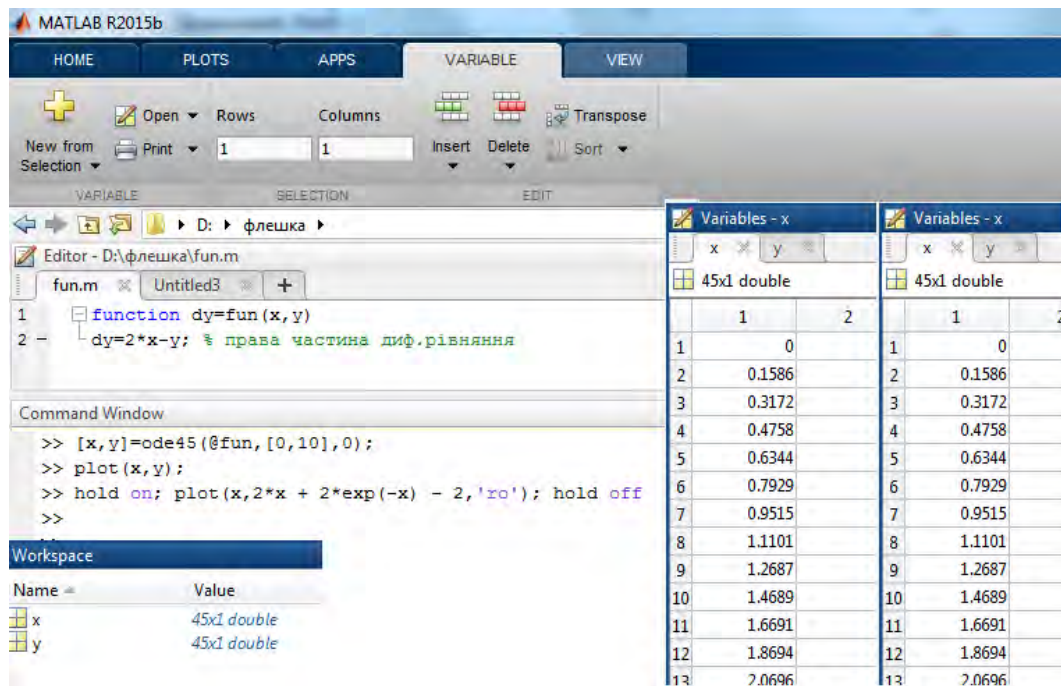 MATLAB R2015b
HOME PLOTS APPS VARIABLE VIEW
New from Selection
Open
Print
Rows Columns
1 1
Insert Delete
Transpose
Sort
VARIABLE SELECTION EDIT
D: флешка
Editor - D:\флешка\fun.m
fun.m Untitled3 +
1 function dy=fun(x,y)
2 – dy=2*x-y; % права частина диф.рівняння
Command Window
>> [x,y]=ode45(@fun,[0,10],0);
>> plot(x,y);
>> hold on; plot(x,2*x + 2*exp(-x) - 2,'ro'); hold off
>>
Workspace
Name Value
x 45x1 double
y 45x1 double
Variables - x
x y
45x1 double
1 2
1 0
2 0.1586
3 0.3172
4 0.4758
5 0.6344
6 0.7929
7 0.9515
8 1.1101
9 1.2687
10 1.4689
11 1.6691
12 1.8694
13 2.0696
Variables - x
x y
45x1 double
1
1 0
2 0.1586
3 0.3172
4 0.4758
5 0.6344
6 0.7929
7 0.9515
8 1.1101
9 1.2687
10 1.4689
11 1.6691
12 1.8694
13 2.0696